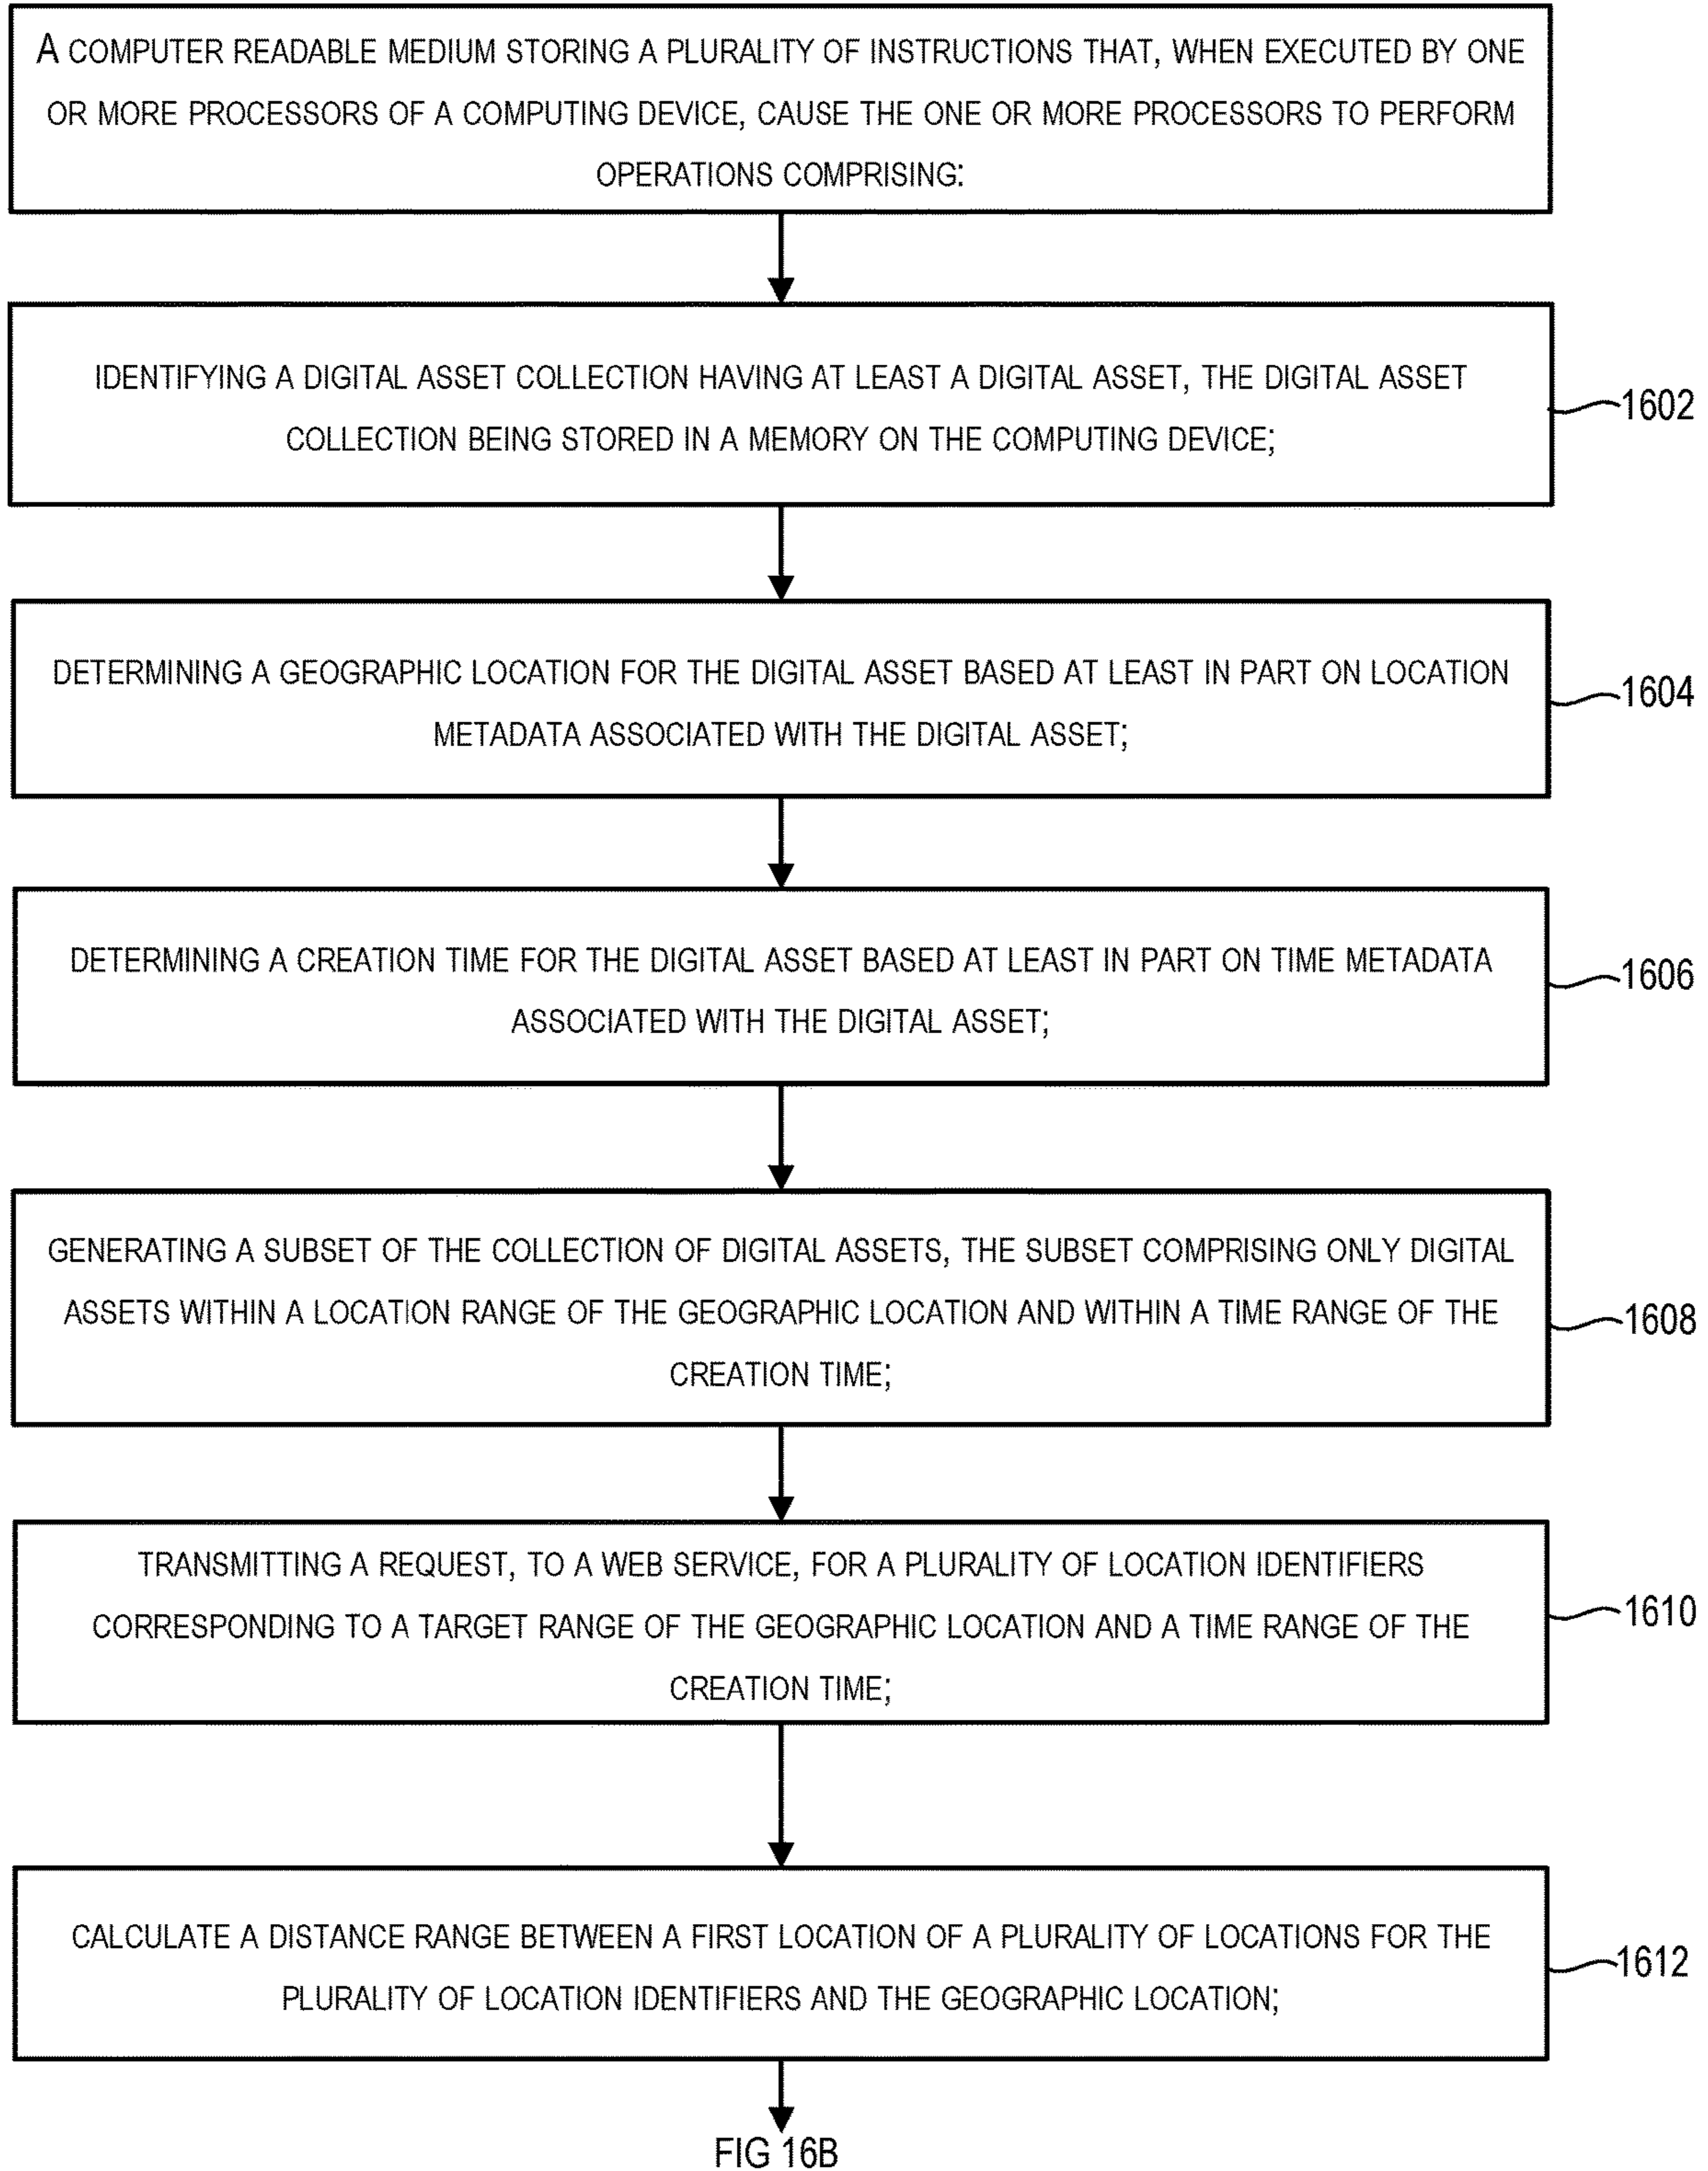 A COMPUTER READABLE MEDIUM STORING A PLURALITY OF INSTRUCTIONS THAT, WHEN EXECUTED BY ONE
OR MORE PROCESSORS OF A COMPUTING DEVICE, CAUSE THE ONE OR MORE PROCESSORS TO PERFORM
OPERATIONS COMPRISING:
IDENTIFYING A DIGITAL ASSET COLLECTION HAVING AT LEAST A DIGITAL ASSET, THE DIGITAL ASSET
COLLECTION BEING STORED IN A MEMORY ON THE COMPUTING DEVICE;
1602
DETERMINING A GEOGRAPHIC LOCATION FOR THE DIGITAL ASSET BASED AT LEAST IN PART ON LOCATION
METADATA ASSOCIATED WITH THE DIGITAL ASSET;
1604
DETERMINING A CREATION TIME FOR THE DIGITAL ASSET BASED AT LEAST IN PART ON TIME METADATA
ASSOCIATED WITH THE DIGITAL ASSET;
1606
GENERATING A SUBSET OF THE COLLECTION OF DIGITAL ASSETS, THE SUBSET COMPRISING ONLY DIGITAL
ASSETS WITHIN A LOCATION RANGE OF THE GEOGRAPHIC LOCATION AND WITHIN A TIME RANGE OF THE
CREATION TIME;
1608
TRANSMITTING A REQUEST, TO A WEB SERVICE, FOR A PLURALITY OF LOCATION IDENTIFIERS
CORRESPONDING TO A TARGET RANGE OF THE GEOGRAPHIC LOCATION AND A TIME RANGE OF THE
CREATION TIME;
1610
CALCULATE A DISTANCE RANGE BETWEEN A FIRST LOCATION OF A PLURALITY OF LOCATIONS FOR THE
PLURALITY OF LOCATION IDENTIFIERS AND THE GEOGRAPHIC LOCATION;
1612
FIG 16B